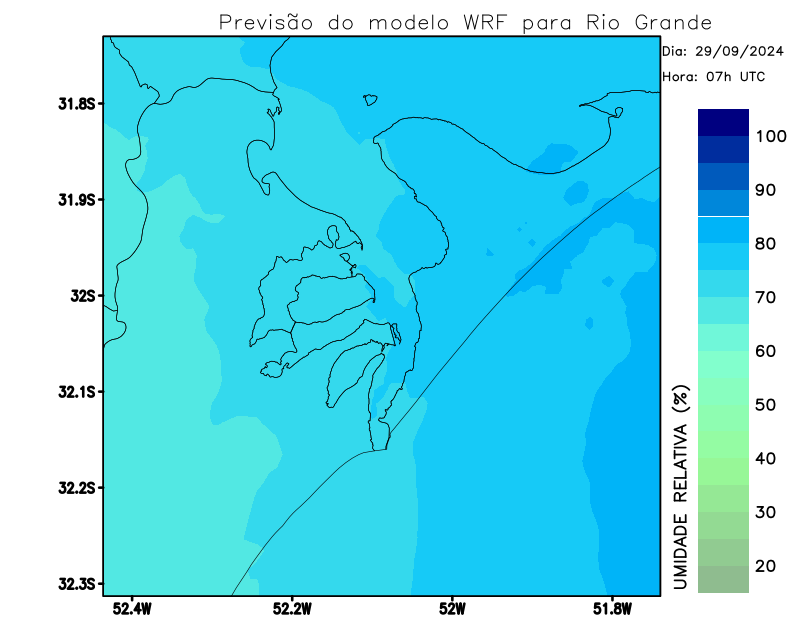 Previsão do modelo WRF para Rio Grande
Dia: 29/09/2024
Hora: 07h UTC
31.8S
31.9S
32S
32.1S
32.2S
32.3S
52.4W
52.2W
52W
51.8W
100
90
80
70
60
50
40
30
20
UMIDADE RELATIVA (%)